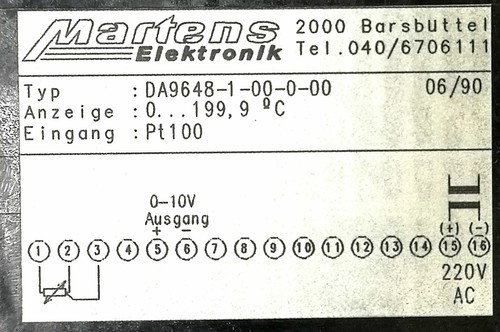 Martens 2000 Barsbüttel
Elektronik Tel.040/6706111
Typ : DA9648-1-00-0-00 06/90
Anzeige : 0...199,9 ºC
Eingang : Pt100
0-10V
Ausgang
+ - (+) (-)
1 2 3 4 5 6 7 8 9 10 11 12 13 14 15 16
220V
AC